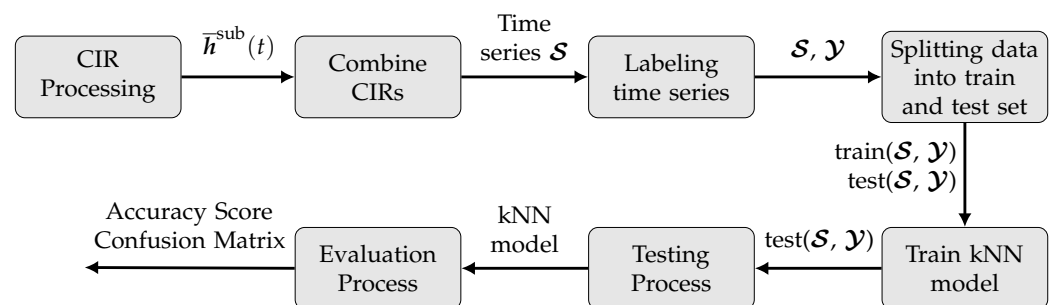 CIR
Processing
h̅^sub(t)
Combine
CIRs
Time
series 𝓢
Labeling
time series
𝓢, 𝓨
Splitting data
into train
and test set
train(𝓢, 𝓨)
test(𝓢, 𝓨)
Train kNN
model
test(𝓢, 𝓨)
Testing
Process
kNN
model
Evaluation
Process
Accuracy Score
Confusion Matrix